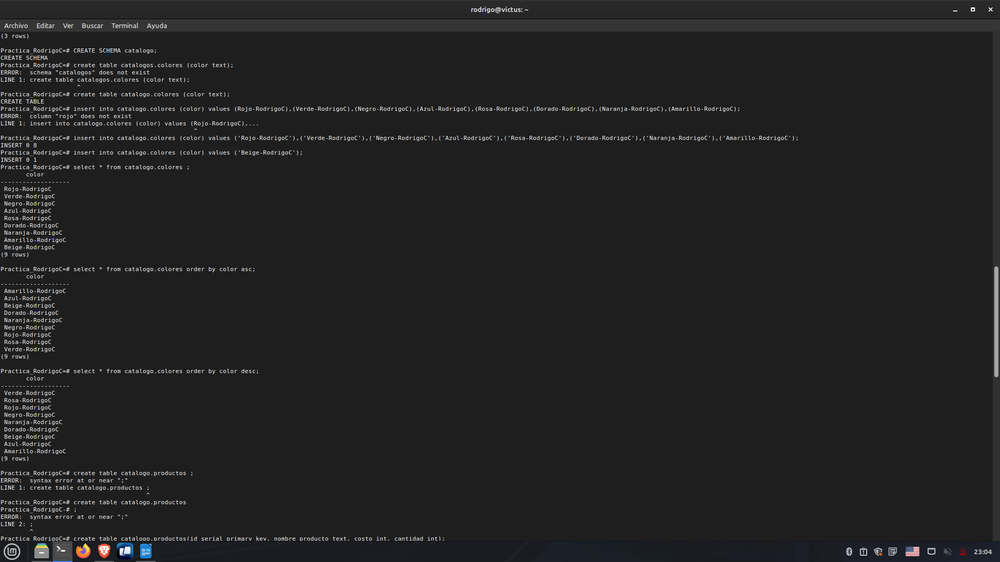 rodrigo@victus: ~
Archivo Editar Ver Buscar Terminal Ayuda
(3 rows)
Practica_RodrigoC=# CREATE SCHEMA catalogo;
CREATE SCHEMA
Practica_RodrigoC=# create table catalogos.colores (color text);
ERROR:  schema "catalogos" does not exist
LINE 1: create table catalogos.colores (color text);
^
Practica_RodrigoC=# create table catalogo.colores (color text);
CREATE TABLE
Practica_RodrigoC=# insert into catalogo.colores (color) values (Rojo-RodrigoC),(Verde-RodrigoC),(Negro-RodrigoC),(Azul-RodrigoC),(Rosa-RodrigoC),(Dorado-RodrigoC),(Naranja-RodrigoC),(Amarillo-RodrigoC);
ERROR:  column "rojo" does not exist
LINE 1: insert into catalogo.colores (color) values (Rojo-RodrigoC),...
^
Practica_RodrigoC=# insert into catalogo.colores (color) values ('Rojo-RodrigoC'),('Verde-RodrigoC'),('Negro-RodrigoC'),('Azul-RodrigoC'),('Rosa-RodrigoC'),('Dorado-RodrigoC'),('Naranja-RodrigoC'),('Amarillo-RodrigoC');
INSERT 0 8
Practica_RodrigoC=# insert into catalogo.colores (color) values ('Beige-RodrigoC');
INSERT 0 1
Practica_RodrigoC=# select * from catalogo.colores ;
color
-------------------
Rojo-RodrigoC
Verde-RodrigoC
Negro-RodrigoC
Azul-RodrigoC
Rosa-RodrigoC
Dorado-RodrigoC
Naranja-RodrigoC
Amarillo-RodrigoC
Beige-RodrigoC
(9 rows)
Practica_RodrigoC=# select * from catalogo.colores order by color asc;
color
-------------------
Amarillo-RodrigoC
Azul-RodrigoC
Beige-RodrigoC
Dorado-RodrigoC
Naranja-RodrigoC
Negro-RodrigoC
Rojo-RodrigoC
Rosa-RodrigoC
Verde-RodrigoC
(9 rows)
Practica_RodrigoC=# select * from catalogo.colores order by color desc;
color
-------------------
Verde-RodrigoC
Rosa-RodrigoC
Rojo-RodrigoC
Negro-RodrigoC
Naranja-RodrigoC
Dorado-RodrigoC
Beige-RodrigoC
Azul-RodrigoC
Amarillo-RodrigoC
(9 rows)
Practica_RodrigoC=# create table catalogo.productos ;
ERROR:  syntax error at or near ";"
LINE 1: create table catalogo.productos ;
^
Practica_RodrigoC=# create table catalogo.productos
Practica_RodrigoC-# ;
ERROR:  syntax error at or near ";"
LINE 2: ;
^
Practica_RodrigoC=# create table catalogo.productos(id serial primary key, nombre_producto text, costo int, cantidad int);
23:04